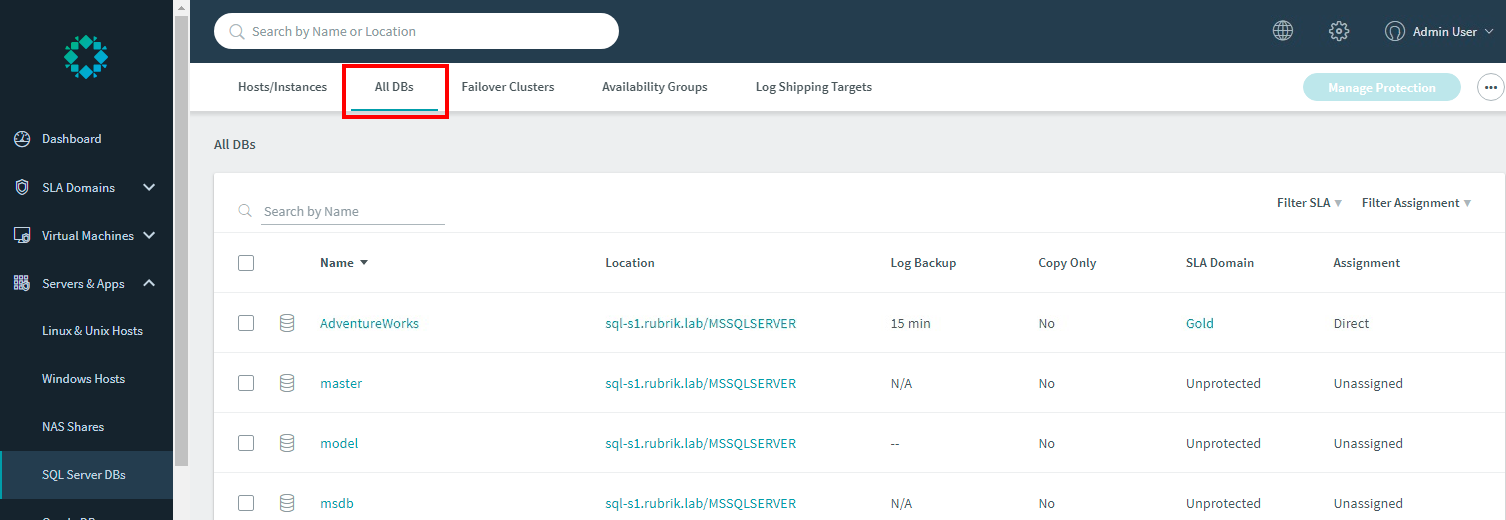 Search by Name or Location
Admin User
Hosts/Instances All DBs Failover Clusters Availability Groups Log Shipping Targets Manage Protection
Dashboard
SLA Domains
Virtual Machines
Servers & Apps
Linux & Unix Hosts
Windows Hosts
NAS Shares
SQL Server DBs
All DBs
Search by Name
Filter SLA Filter Assignment
Name Location Log Backup Copy Only SLA Domain Assignment
AdventureWorks sql-s1.rubrik.lab/MSSQLSERVER 15 min No Gold Direct
master sql-s1.rubrik.lab/MSSQLSERVER N/A No Unprotected Unassigned
model sql-s1.rubrik.lab/MSSQLSERVER -- No Unprotected Unassigned
msdb sql-s1.rubrik.lab/MSSQLSERVER N/A No Unprotected Unassigned